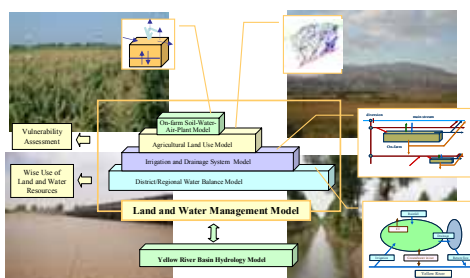 On-farm Soil-Water-
Air-Plant Model
Agricultural Land Use Model
Irrigation and Drainage System Model
District/Regional Water Balance Model
Vulnerability
Assessment
Wise Use of
Land and Water
Resources
Land and Water Management Model
Yellow River Basin Hydrology Model
On-farm
Yellow River